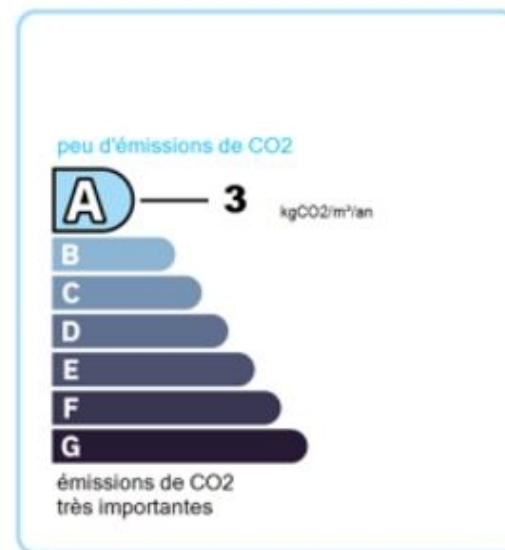 peu d'émissions de CO2
A 3 kgCO2/m²/an
B
C
D
E
F
G
émissions de CO2
très importantes